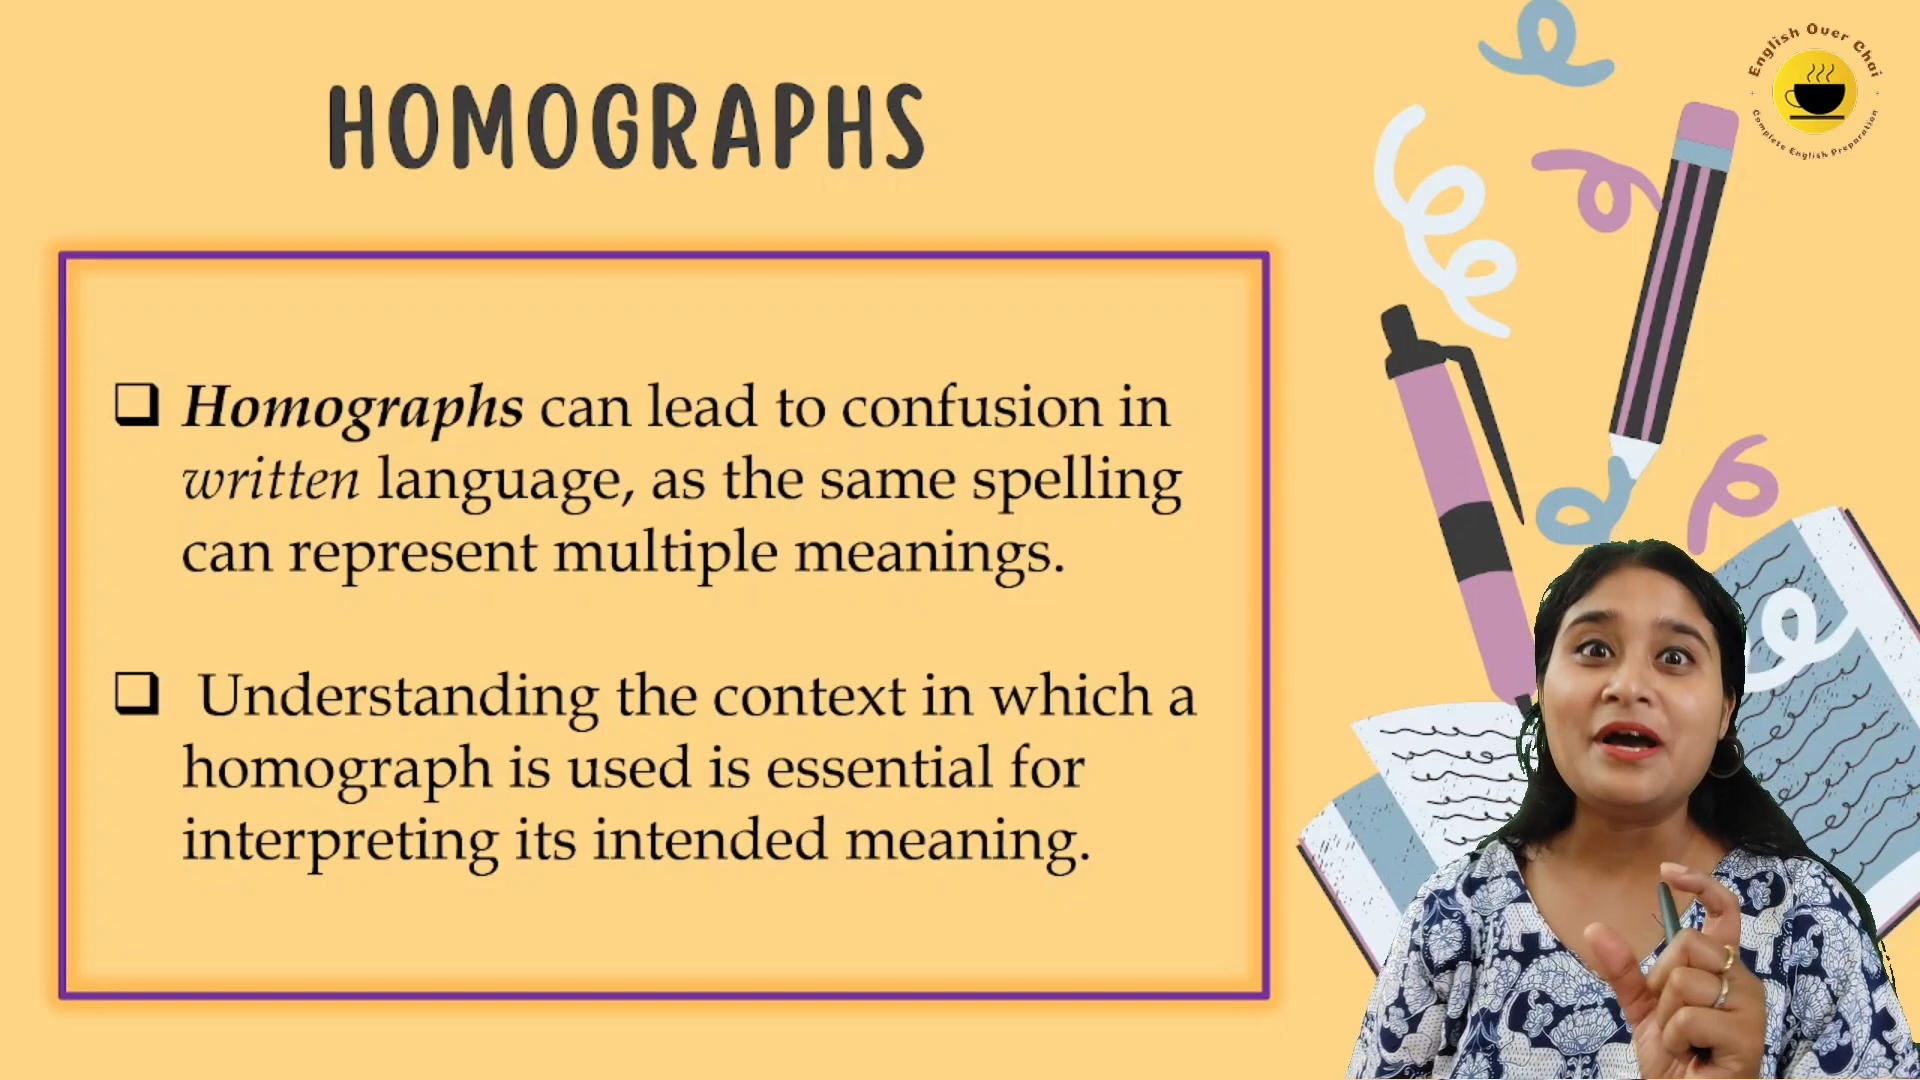 English Over Chai
Complete English Preparation
HOMOGRAPHS
Homographs can lead to confusion in
written language, as the same spelling
can represent multiple meanings.
Understanding the context in which a
homograph is used is essential for
interpreting its intended meaning.